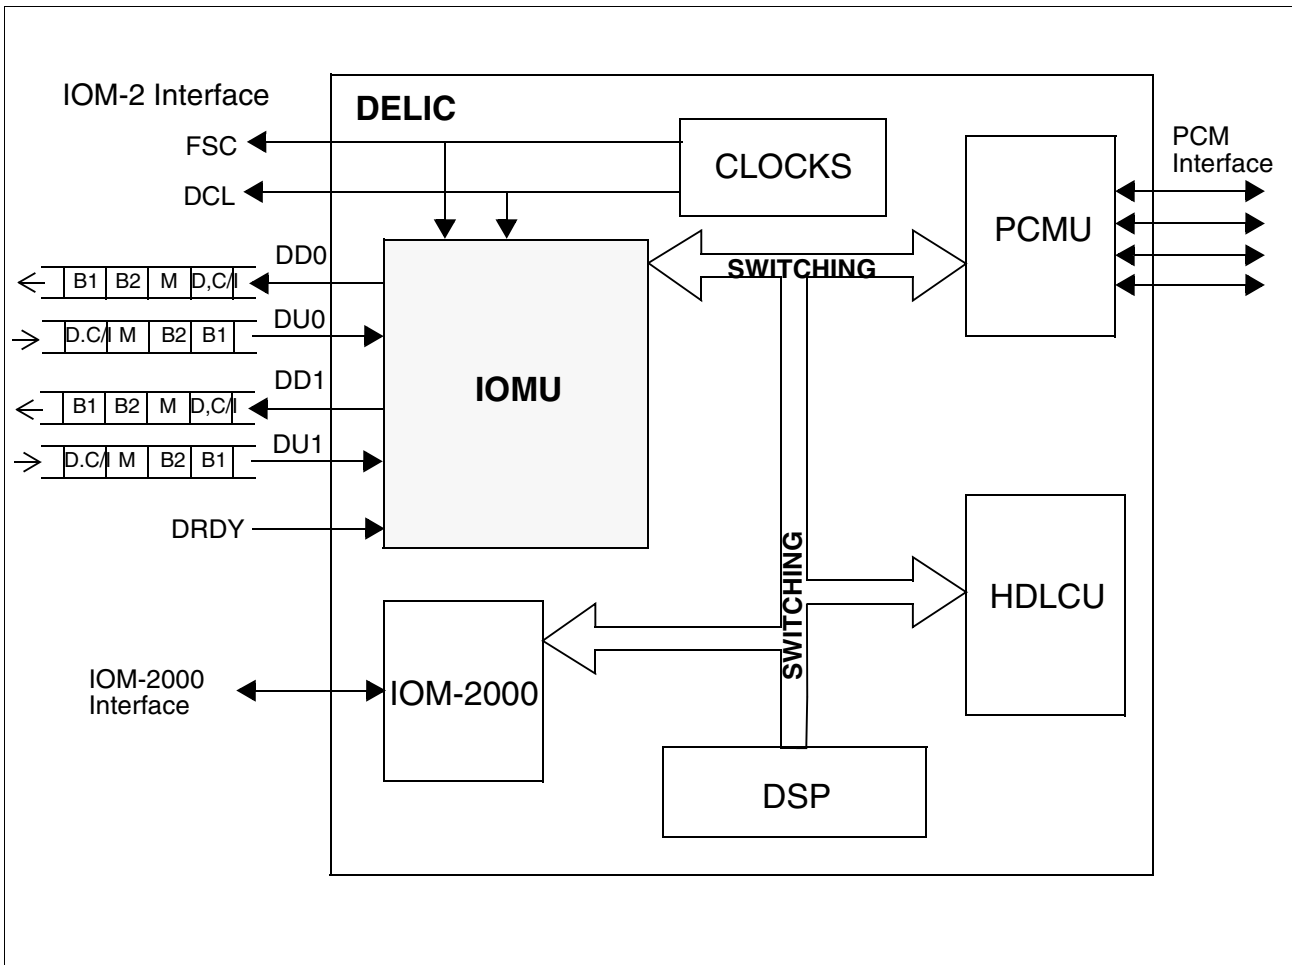 IOM-2 Interface
DELIC
FSC
CLOCKS
PCM
Interface
DCL
PCMU
DD0
SWITCHING
B1 B2 M D,C/I
DU0
D.C/I M B2 B1
DD1
IOMU
B1 B2 M D,C/I
DU1
D.C/I M B2 B1
DRDY
SWITCHING
HDLCU
IOM-2000
Interface
IOM-2000
DSP